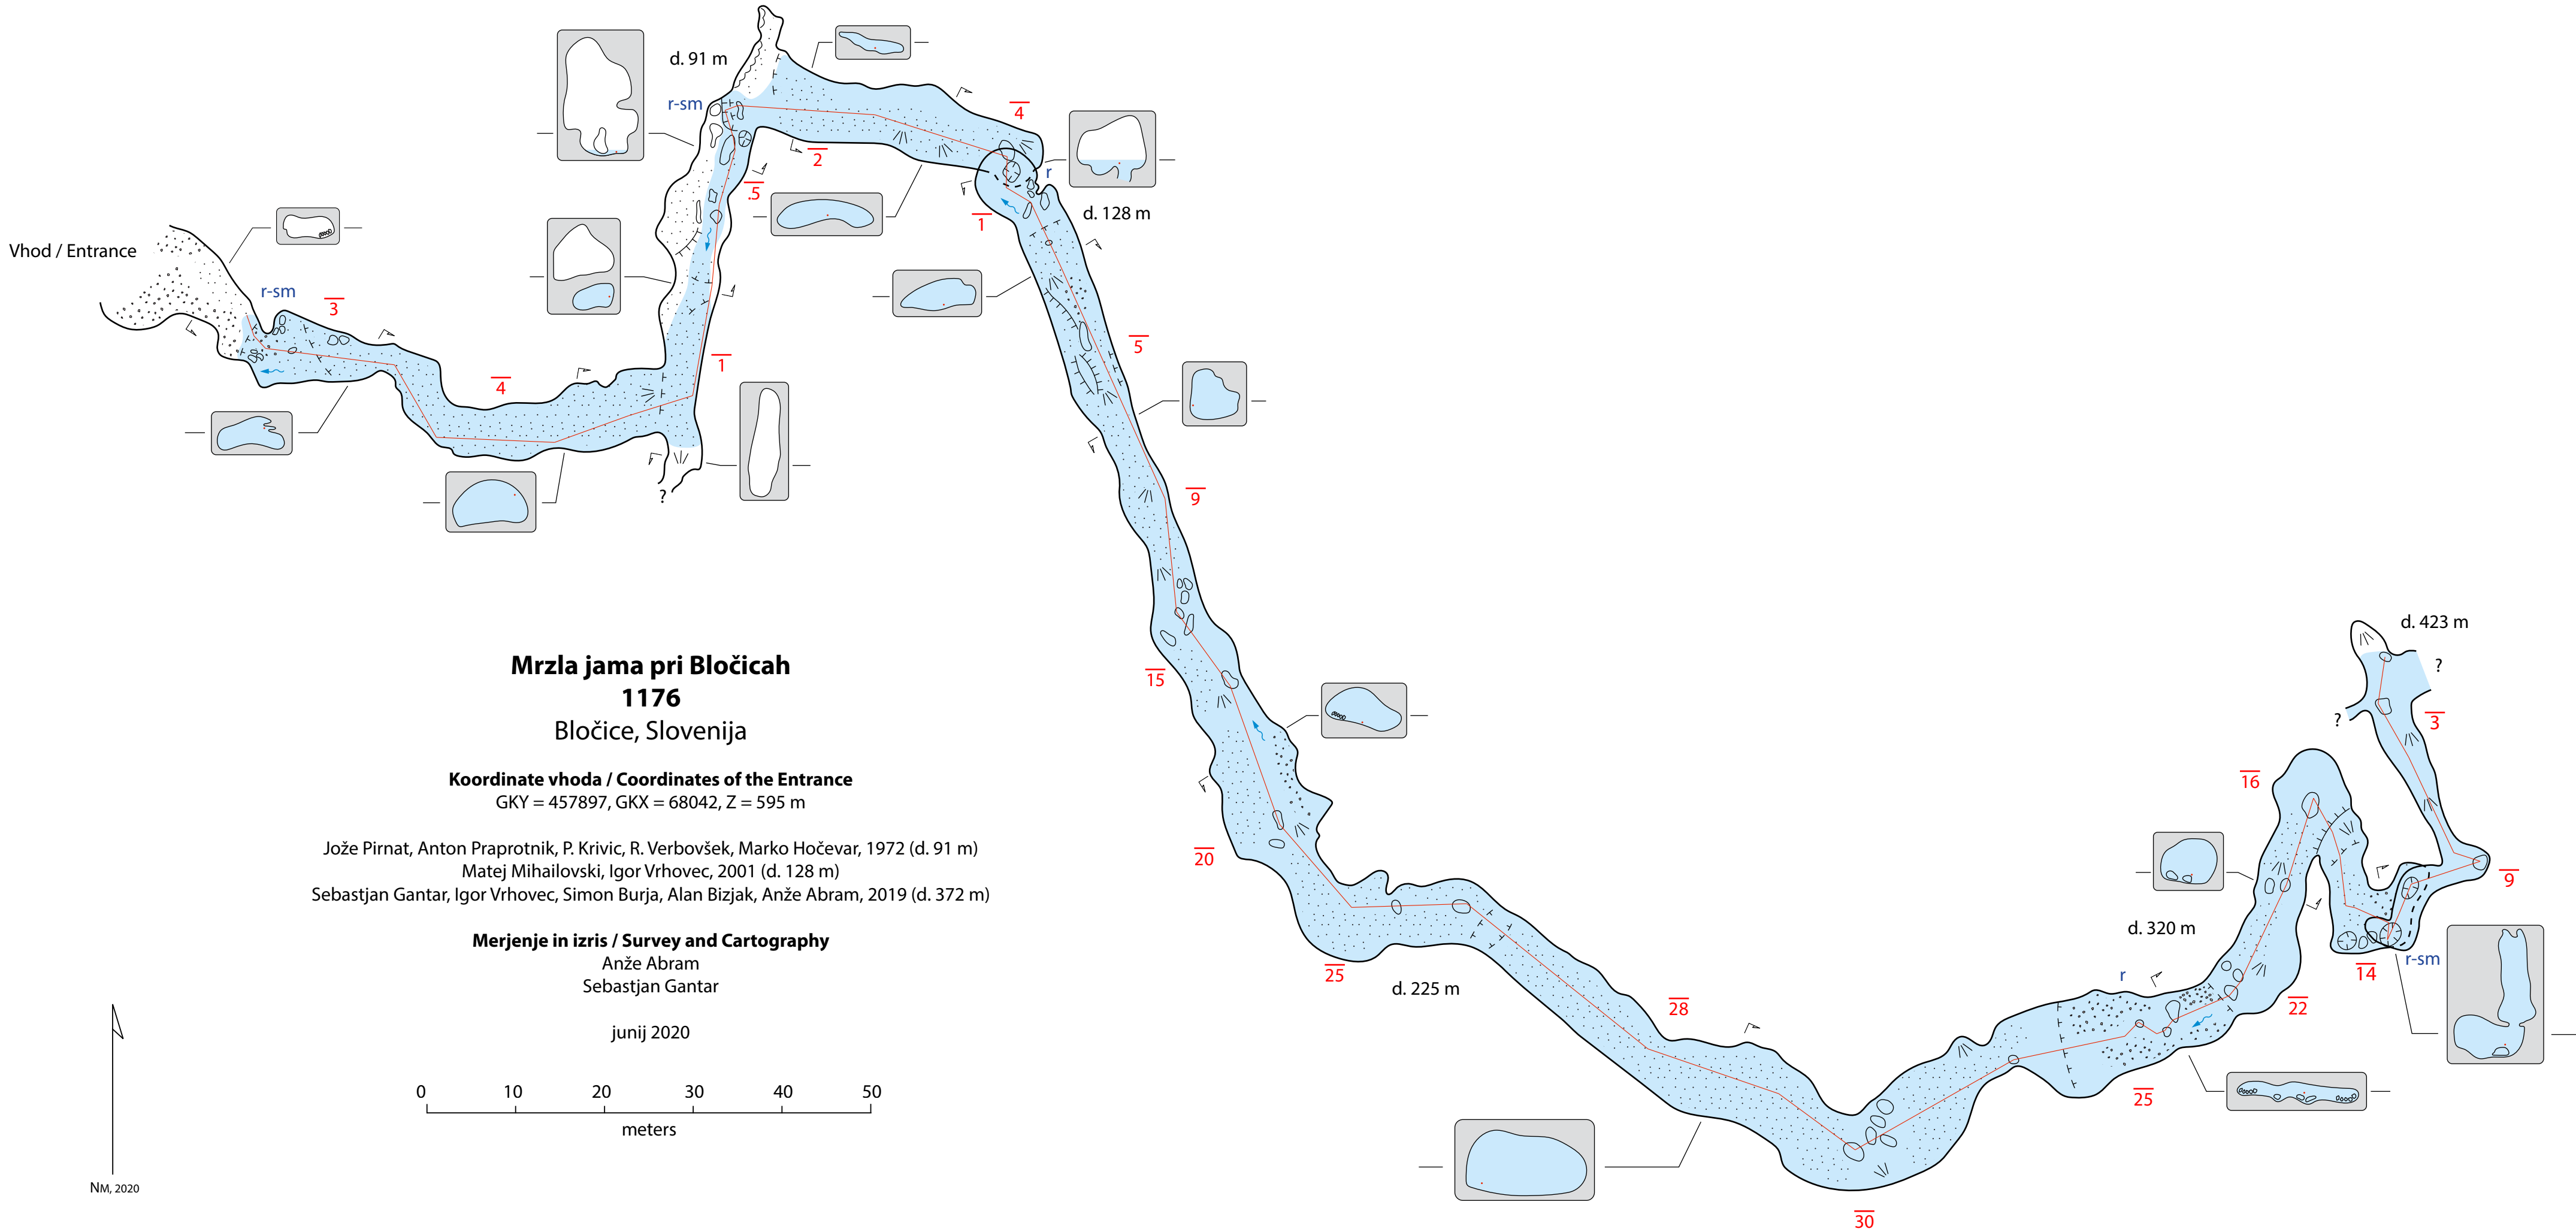 d. 91 m
r-sm
4
2
.5
r
1
d. 128 m
Vhod / Entrance
r-sm
3
5
1
4
?
9
15
d. 423 m
?
?
3
Mrzla jama pri Bločicah
1176
Bločice, Slovenija
Koordinate vhoda / Coordinates of the Entrance
GKY = 457897, GKX = 68042, Z = 595 m
Jože Pirnat, Anton Praprotnik, P. Krivic, R. Verbovšek, Marko Hočevar, 1972 (d. 91 m)
Matej Mihailovski, Igor Vrhovec, 2001 (d. 128 m)
Sebastjan Gantar, Igor Vrhovec, Simon Burja, Alan Bizjak, Anže Abram, 2019 (d. 372 m)
Merjenje in izris / Survey and Cartography
Anže Abram
Sebastjan Gantar
junij 2020
0 10 20 30 40 50
meters
NM, 2020
20
25
d. 225 m
16
9
d. 320 m
r-sm
14
r
22
28
25
30